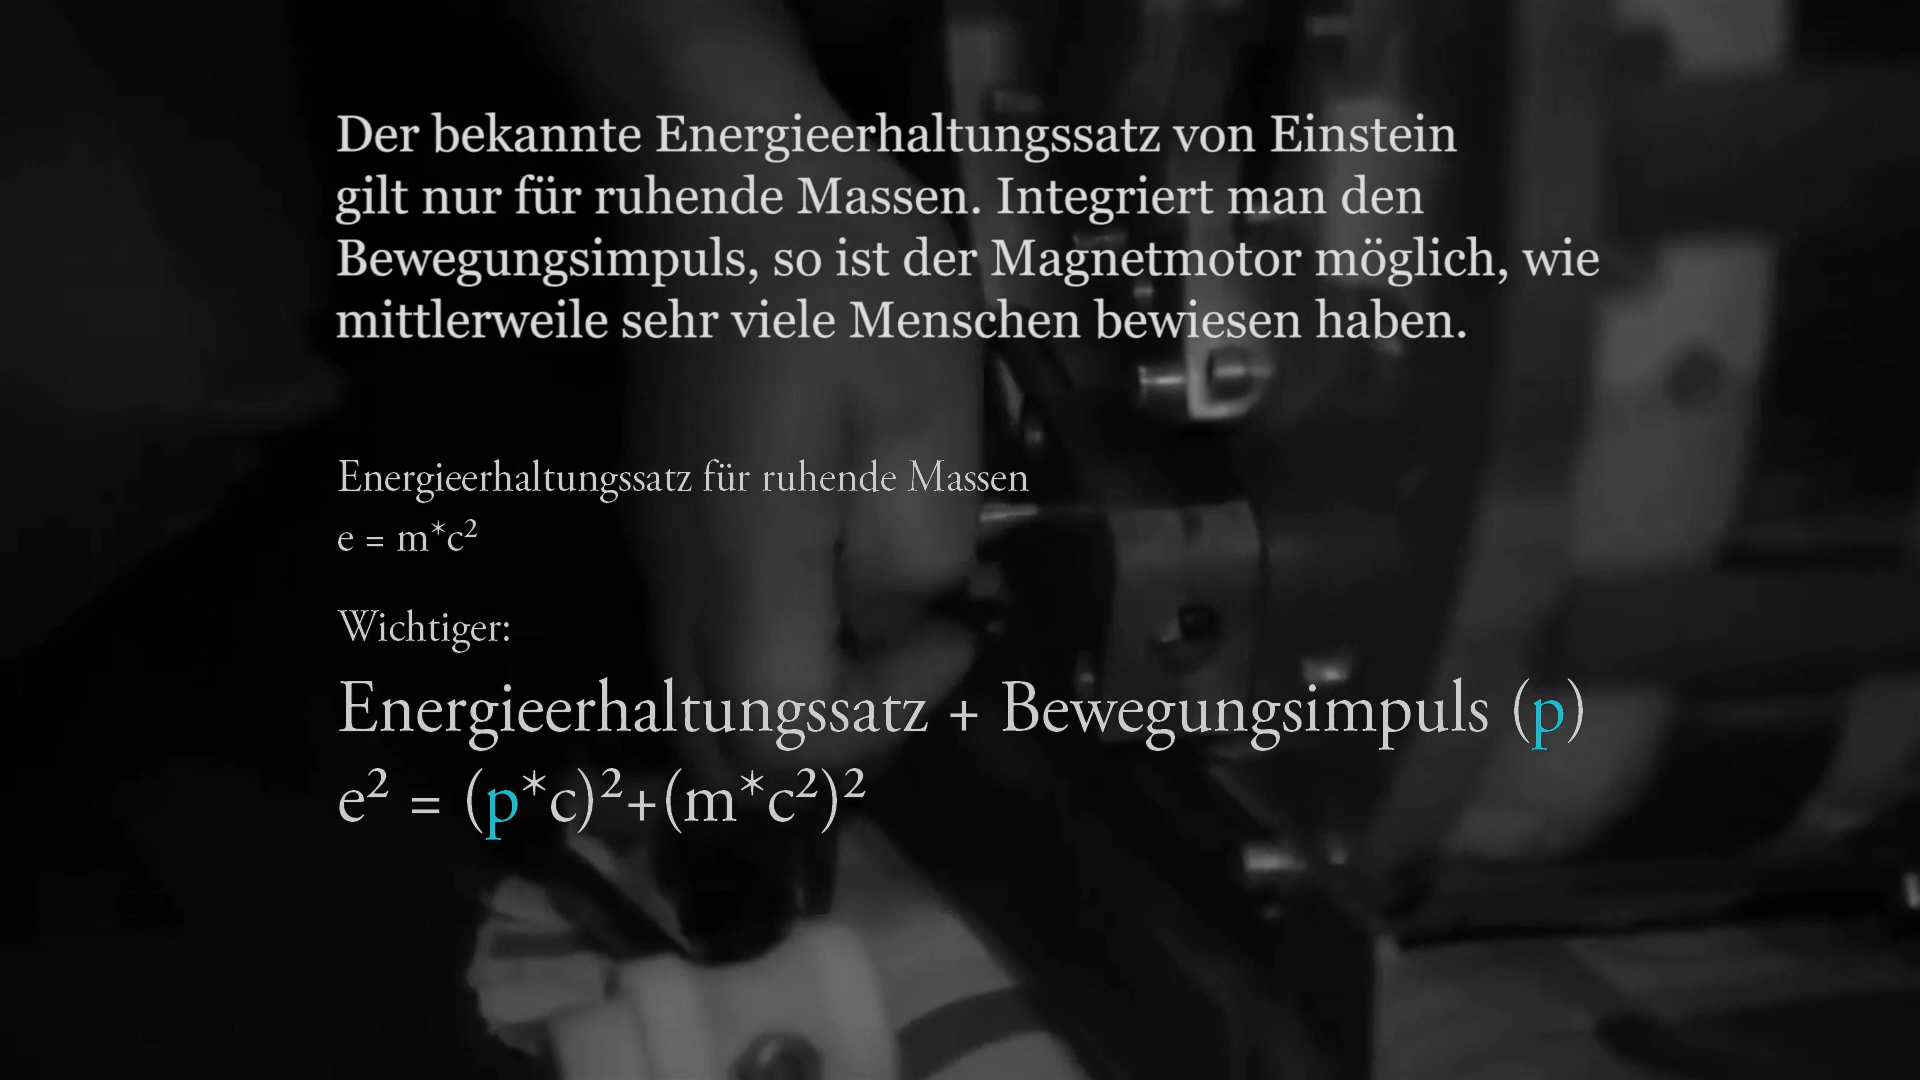 Der bekannte Energieerhaltungssatz von Einstein
gilt nur für ruhende Massen. Integriert man den
Bewegungsimpuls, so ist der Magnetmotor möglich, wie
mittlerweile sehr viele Menschen bewiesen haben.
Energieerhaltungssatz für ruhende Massen
e = m*c²
Wichtiger:
Energieerhaltungssatz + Bewegungsimpuls (p)
e² = (p*c)²+(m*c²)²